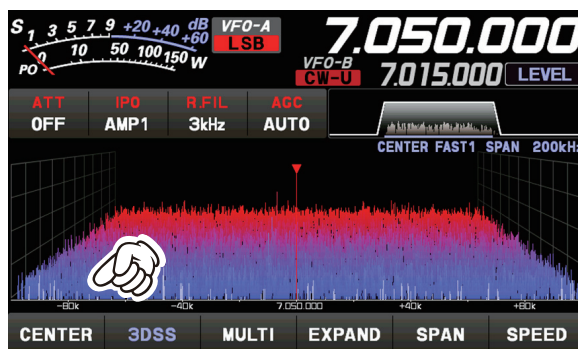 S 1 3 5 7 9 +20 +40 +60 dB
VFO-A
LSB
7.050.000
PO 0 10 50 100 150 W
VFO-B
CW-U
7.015.000
LEVEL
ATT IPO R.FIL AGC
OFF AMP1 3kHz AUTO
CENTER FAST1 SPAN 200kHz
-80k -40k 7.050.000 +40k +80k
CENTER 3DSS MULTI EXPAND SPAN SPEED